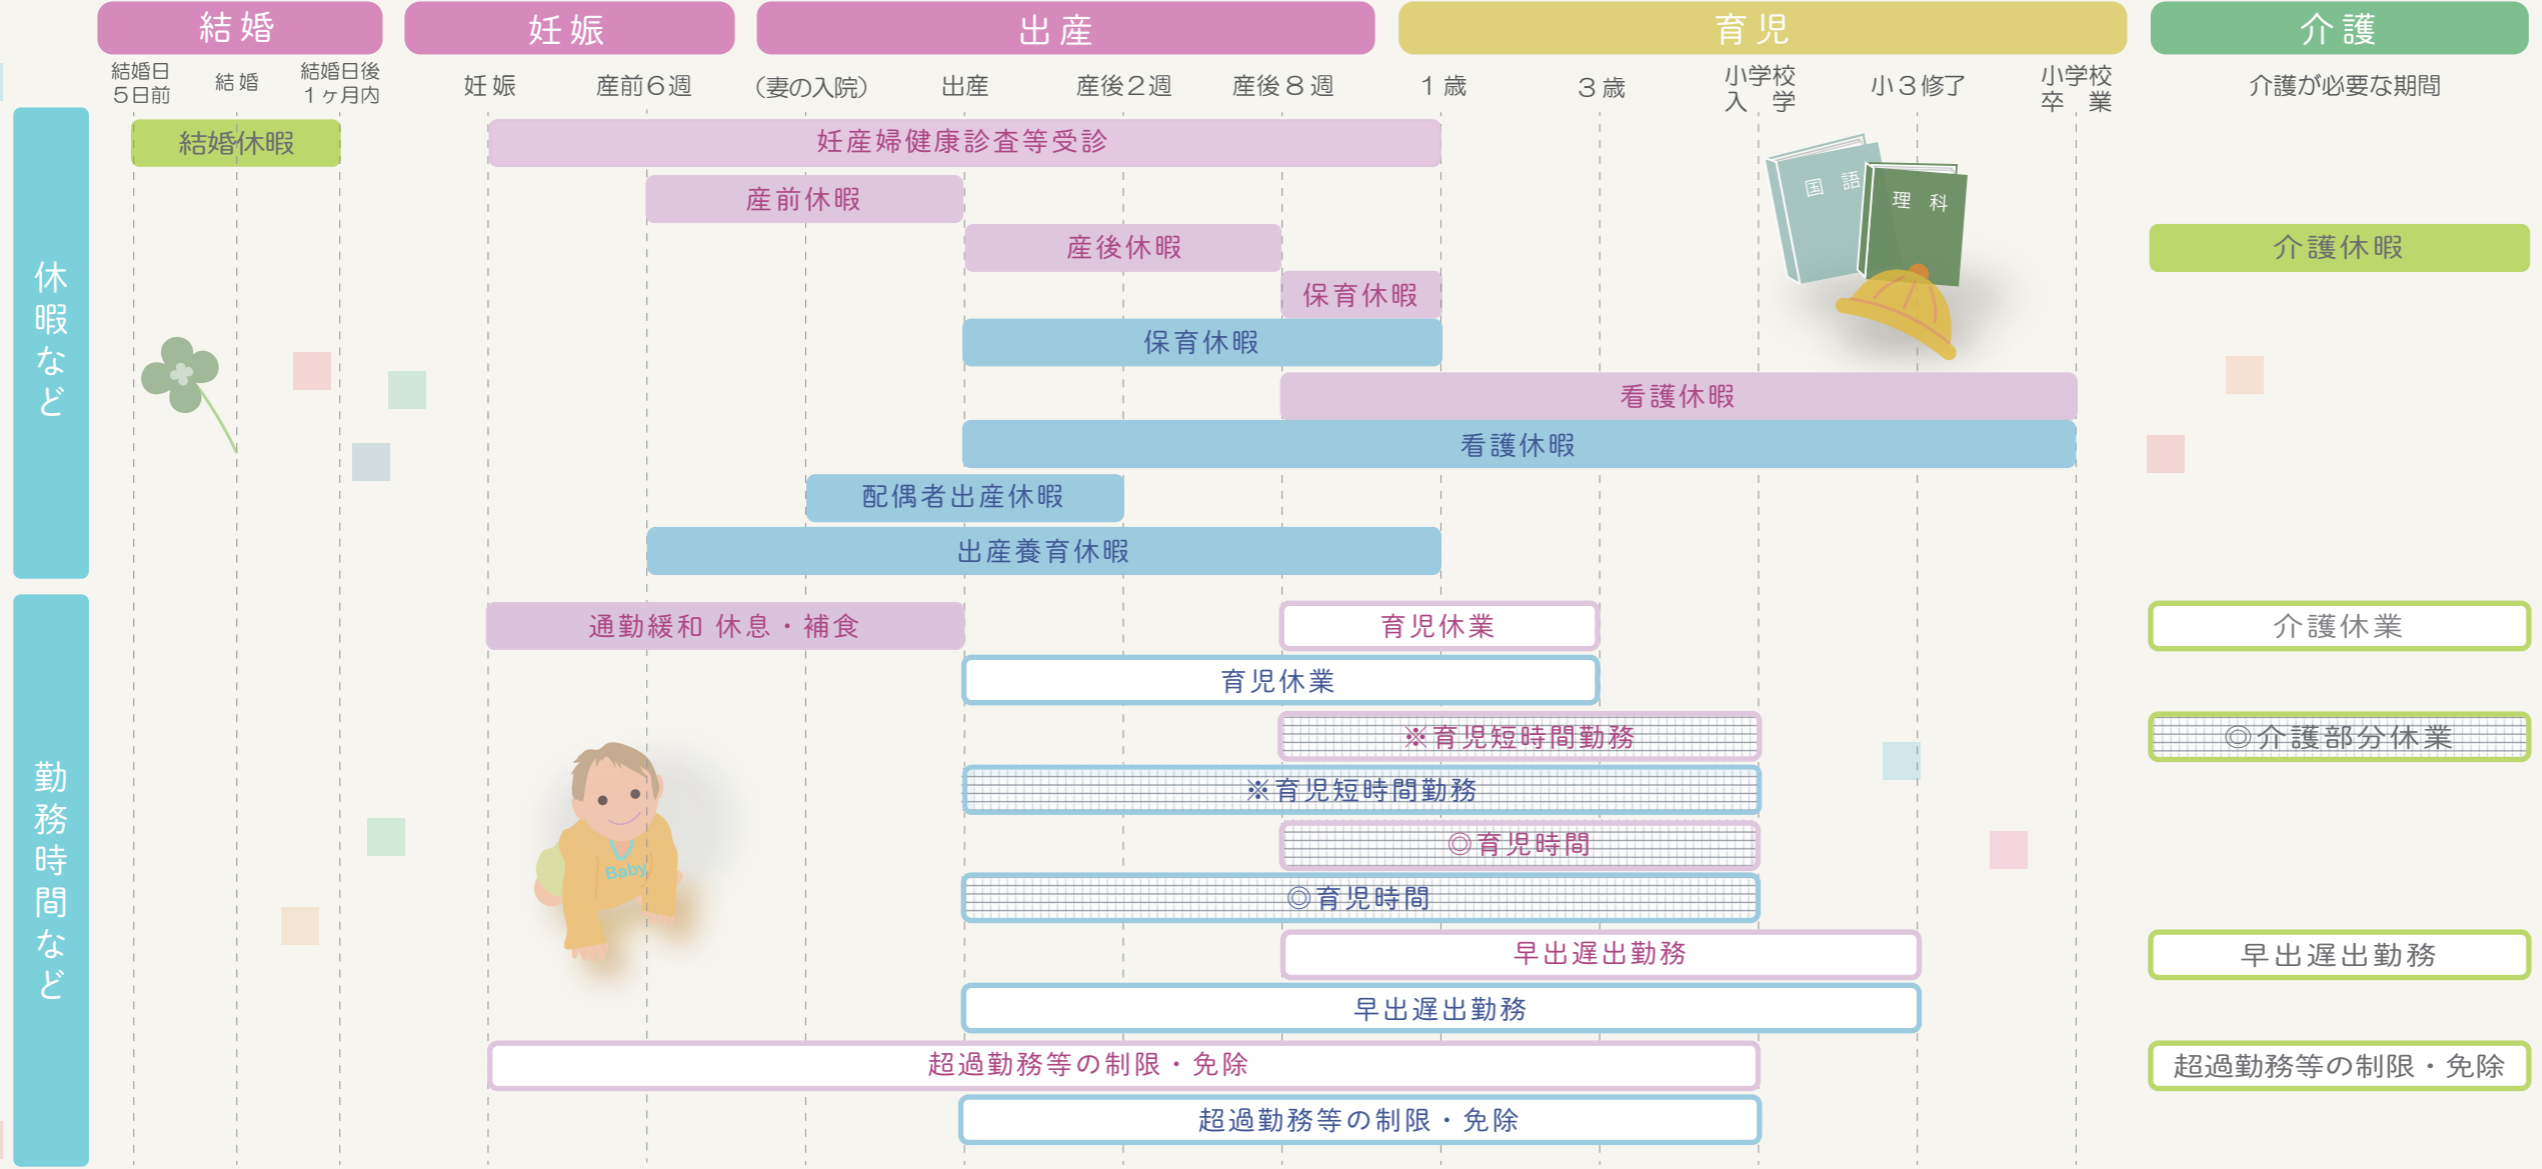 結婚
妊娠
出産
育児
介護
結婚日
5日前
結婚
結婚日後
1ヶ月内
妊娠
産前6週
（妻の入院）
出産
産後2週
産後8週
1歳
3歳
小学校
入学
小3修了
小学校
卒業
介護が必要な期間
休暇など
結婚休暇
妊産婦健康診査等受診
産前休暇
産後休暇
介護休暇
保育休暇
保育休暇
看護休暇
看護休暇
配偶者出産休暇
出産養育休暇
国語
理科
勤務時間など
通勤緩和 休息・補食
育児休業
介護休業
育児休業
※育児短時間勤務
◎介護部分休業
※育児短時間勤務
◎育児時間
◎育児時間
早出遅出勤務
早出遅出勤務
早出遅出勤務
超過勤務等の制限・免除
超過勤務等の制限・免除
超過勤務等の制限・免除
Baby